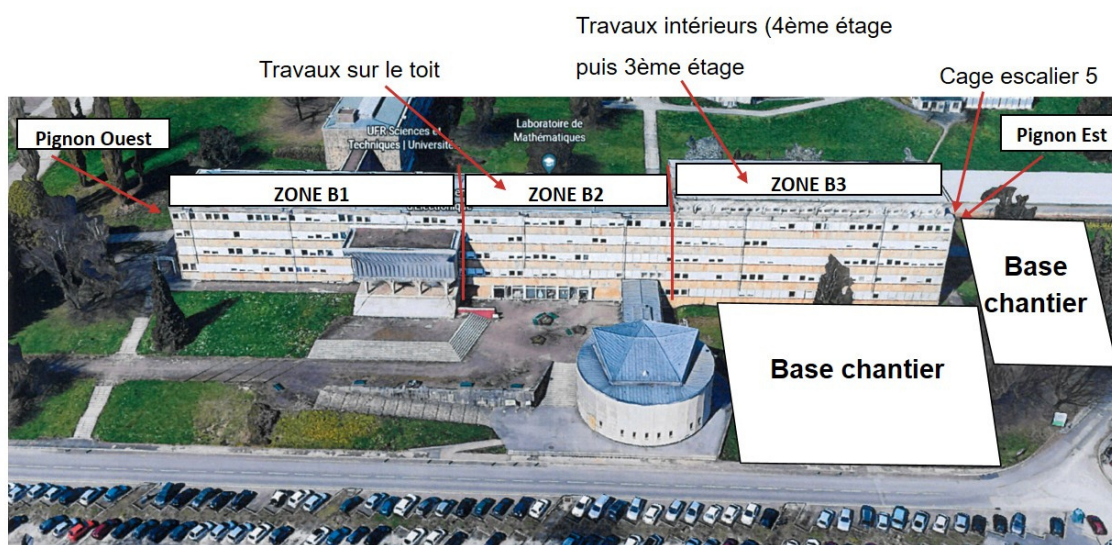 Travaux intérieurs (4ème étage
puis 3ème étage
Travaux sur le toit
Cage escalier 5
Pignon Ouest
UFR Sciences et
Techniques | Université
Laboratoire de
Mathématiques
Pignon Est
ZONE B1
ZONE B2
ZONE B3
Base
chantier
Base chantier